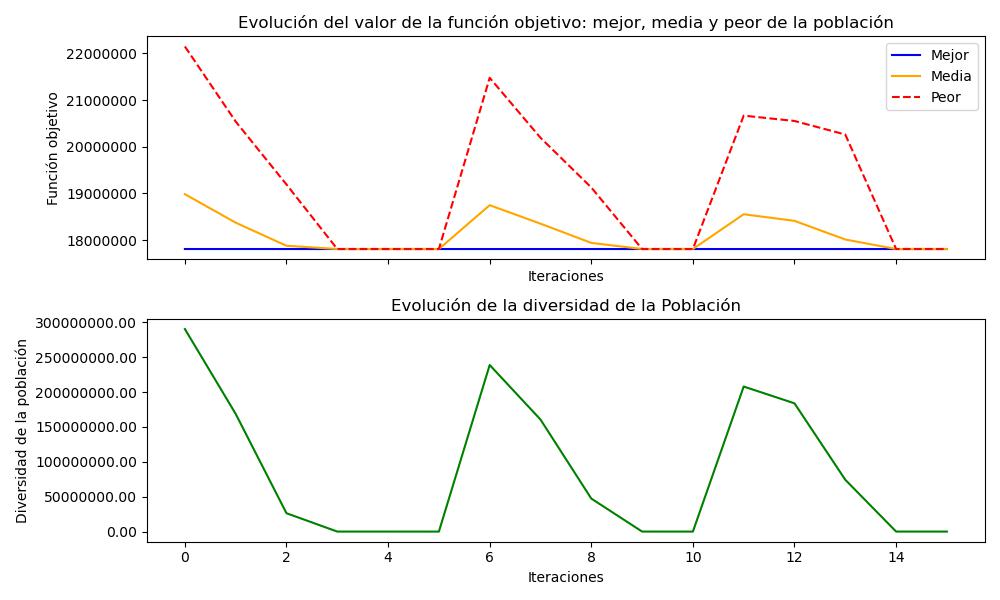 Evolución del valor de la función objetivo: mejor, media y peor de la población
Función objetivo
22000000
21000000
20000000
19000000
18000000
Mejor
Media
Peor
Iteraciones
Evolución de la diversidad de la Población
Diversidad de la población
300000000.00
250000000.00
200000000.00
150000000.00
100000000.00
50000000.00
0.00
0 2 4 6 8 10 12 14
Iteraciones